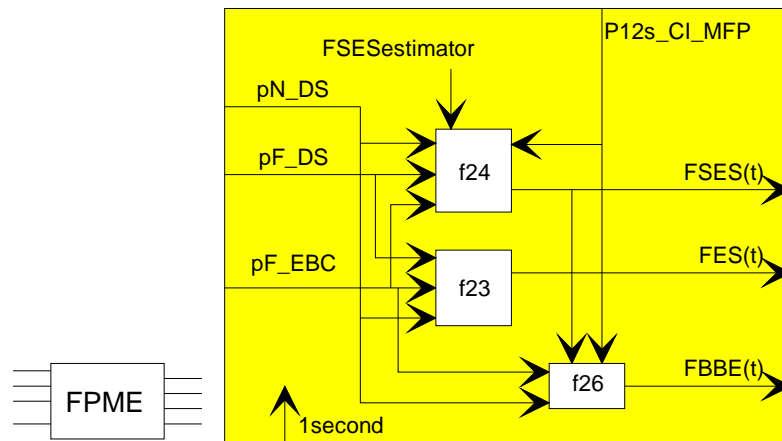 P12s_CI_MFP
FSESestimator
pN_DS
pF_DS
f24
FSES(t)
pF_EBC
f23
FES(t)
FPME
f26
FBBE(t)
1second